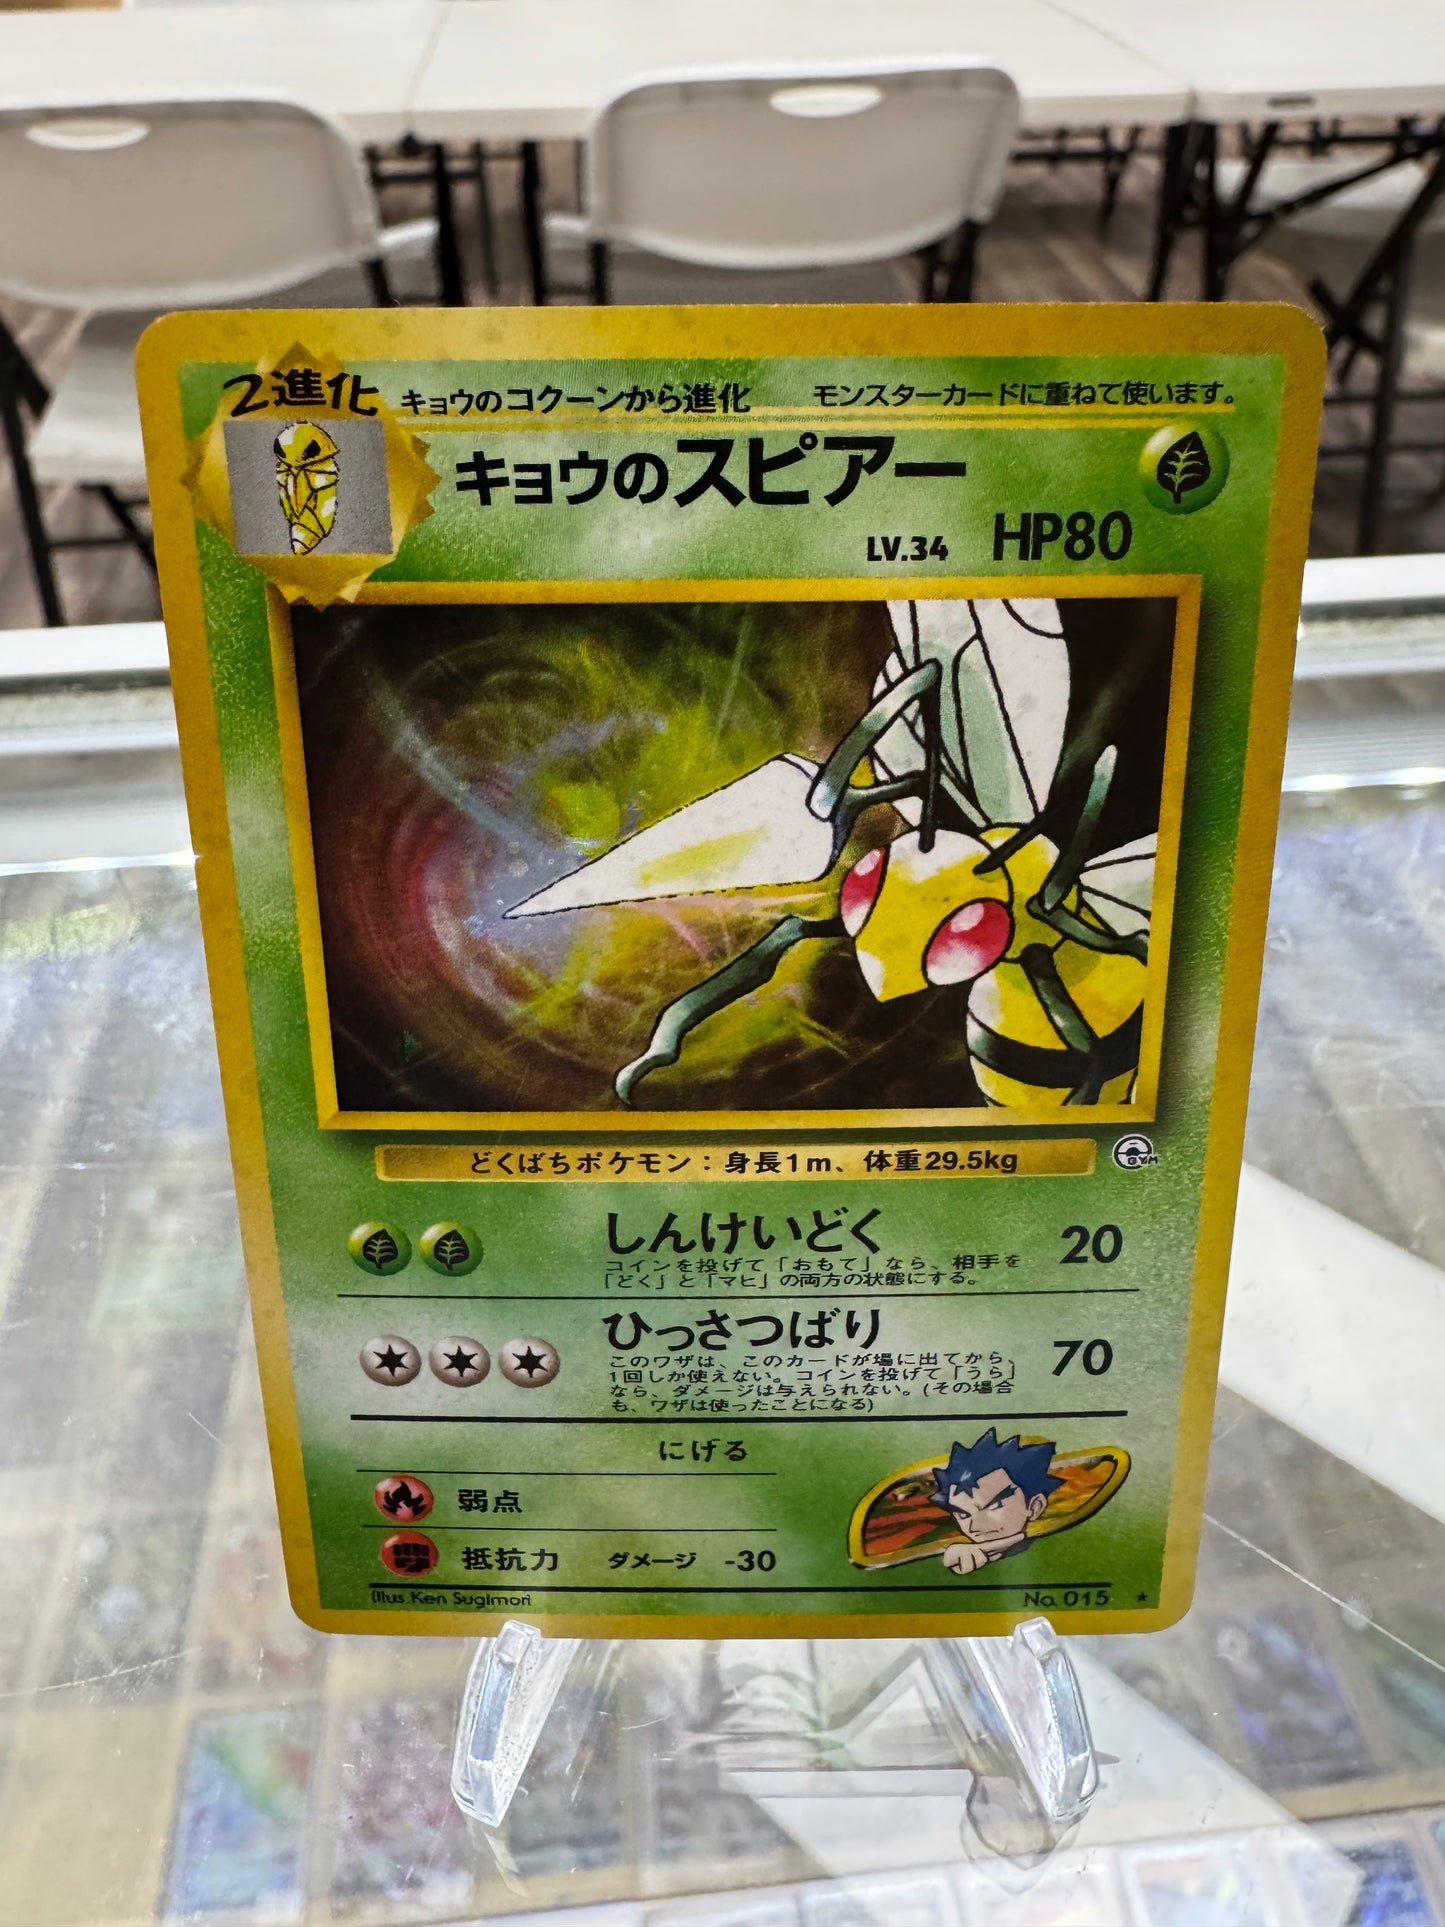 2進化 キョウのコクーンから進化 モンスターカードに重ねて使います。
キョウのスピアー
LV.34 HP80
どくばちポケモン：身長1m、体重29.5kg
GYM
しんけいどく 20
コインを投げて「おもて」なら、相手を
「どく」と「マヒ」の両方の状態にする。
ひっさつばり 70
このワザは、このカードが場に出てから、
1回しか使えない。コインを投げて「うら」
なら、ダメージは与えられない。(その場合
も、ワザは使ったことになる)
にげる
弱点
抵抗力 ダメージ -30
Illus. Ken Sugimori No. 015 ★